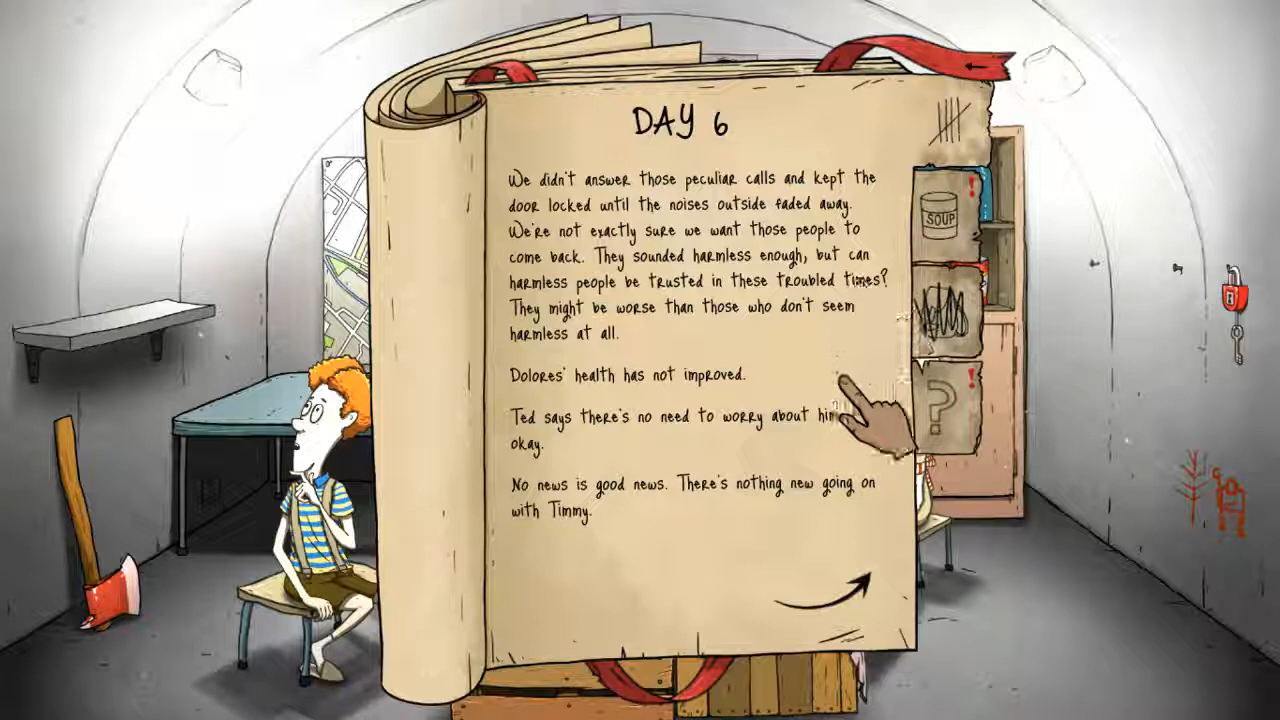 DAY 6
We didn't answer those peculiar calls and kept the
door locked until the noises outside faded away.
We're not exactly sure we want those people to
come back. They sounded harmless enough, but can
harmless people be trusted in these troubled times?
They might be worse than those who don't seem
harmless at all.
Dolores' health has not improved.
Ted says there's no need to worry about
okay.
No news is good news. There's nothing new going on
with Timmy.
SOUP
!
?
!